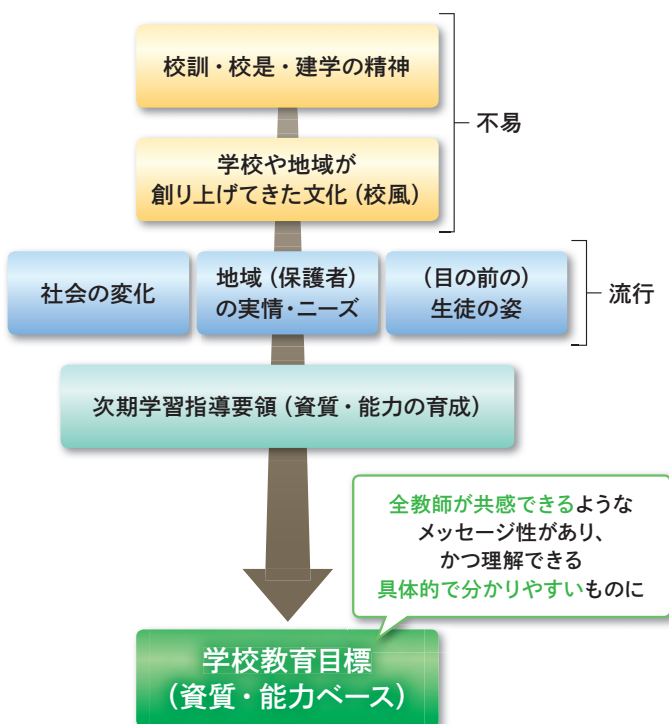 校訓・校是・建学の精神
不易
学校や地域が
創り上げてきた文化（校風）
社会の変化
地域（保護者）
の実情・ニーズ
（目の前の）
生徒の姿
流行
次期学習指導要領（資質・能力の育成）
全教師が共感できるような
メッセージ性があり、
かつ理解できる
具体的で分かりやすいものに
学校教育目標
（資質・能力ベース）